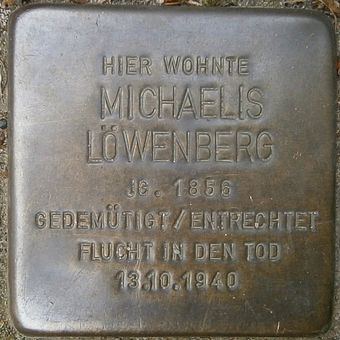 HIER WOHNTE
MICHAELIS
LÖWENBERG
JG. 1856
GEDEMÜTIGT/ENTRECHTET
FLUCHT IN DEN TOD
13.10.1940